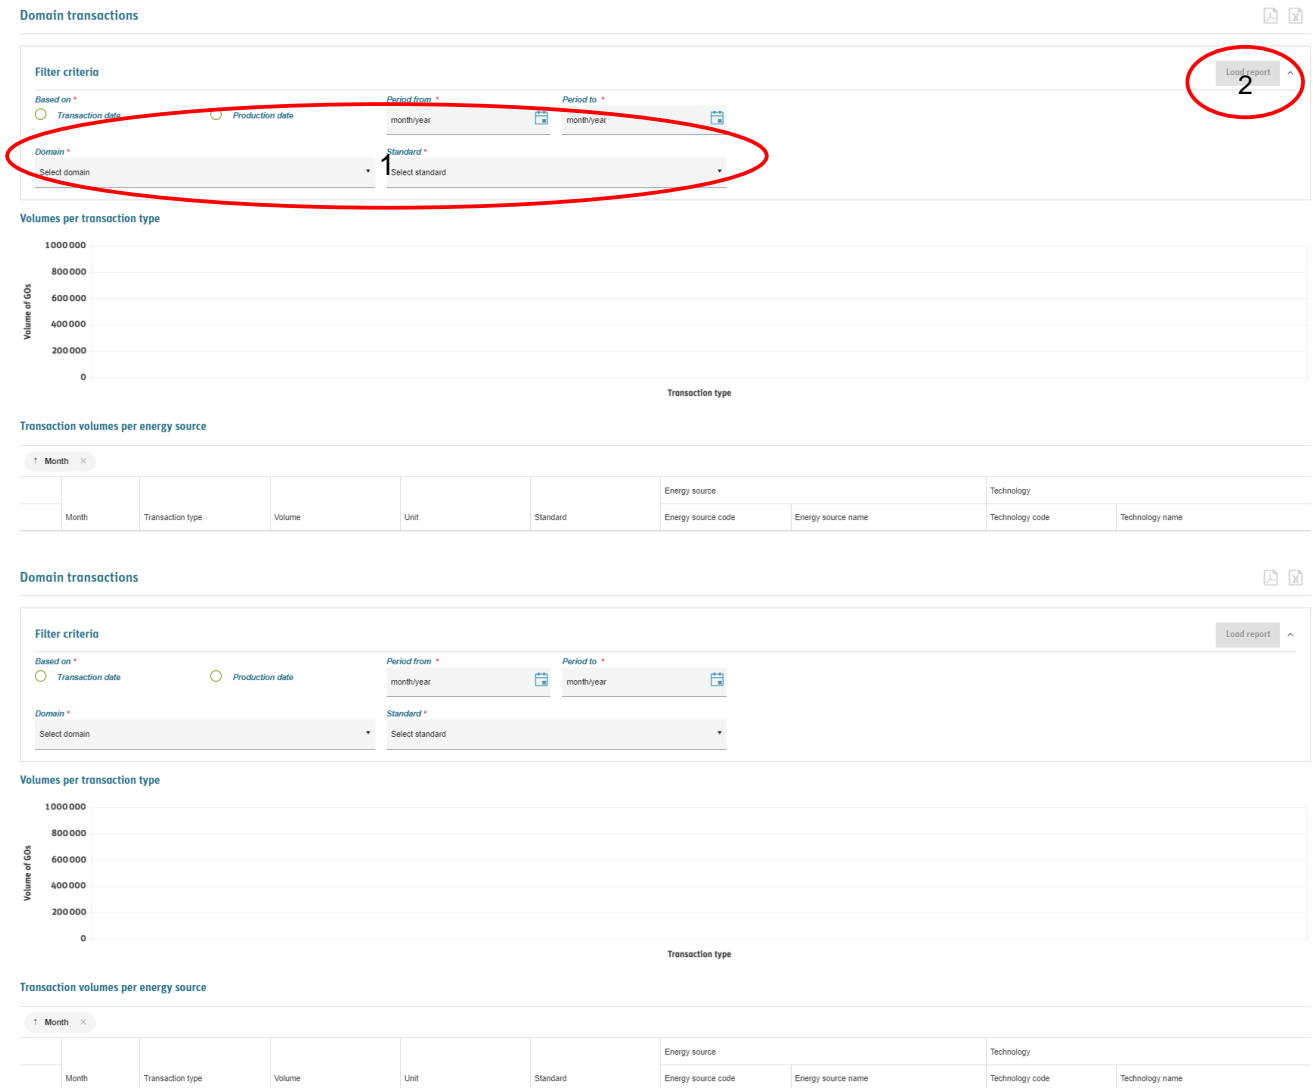 Domain transactions
Filter criteria
Load report
2
Based on *
Period from *
Period to *
Transaction date
Production date
month/year
month/year
Domain *
Standard *
1
Select domain
Select standard
Volumes per transaction type
1000 000
800 000
600 000
400 000
200 000
0
Volume of GOs
Transaction type
Transaction volumes per energy source
↑ Month ×
Energy source
Technology
Month
Transaction type
Volume
Unit
Standard
Energy source code
Energy source name
Technology code
Technology name
Domain transactions
Filter criteria
Load report
Based on *
Period from *
Period to *
Transaction date
Production date
month/year
month/year
Domain *
Standard *
Select domain
Select standard
Volumes per transaction type
1000 000
800 000
600 000
400 000
200 000
0
Volume of GOs
Transaction type
Transaction volumes per energy source
↑ Month ×
Energy source
Technology
Month
Transaction type
Volume
Unit
Standard
Energy source code
Energy source name
Technology code
Technology name